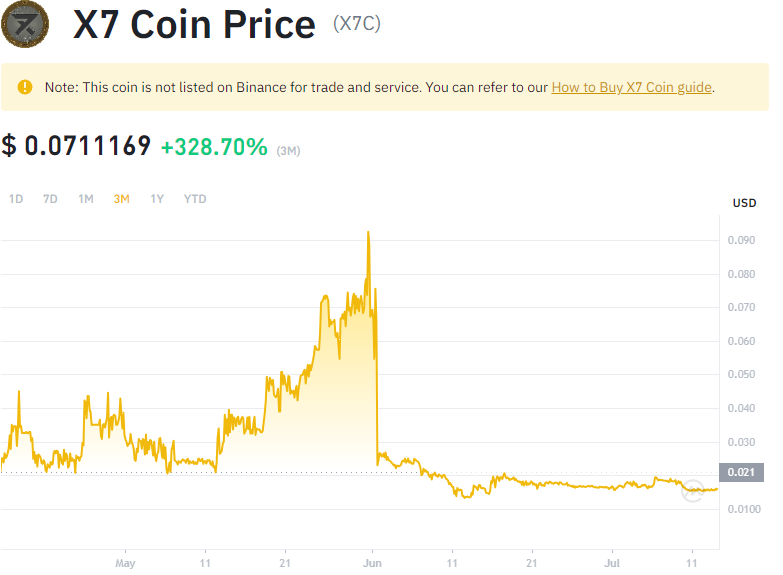 X7 Coin Price (X7C)
Note: This coin is not listed on Binance for trade and service. You can refer to our How to Buy X7 Coin guide.
$ 0.0711169 +328.70% (3M)
1D 7D 1M 3M 1Y YTD
USD
0.090
0.080
0.070
0.060
0.050
0.040
0.030
0.021
0.0100
May 11 21 Jun 11 21 Jul 11